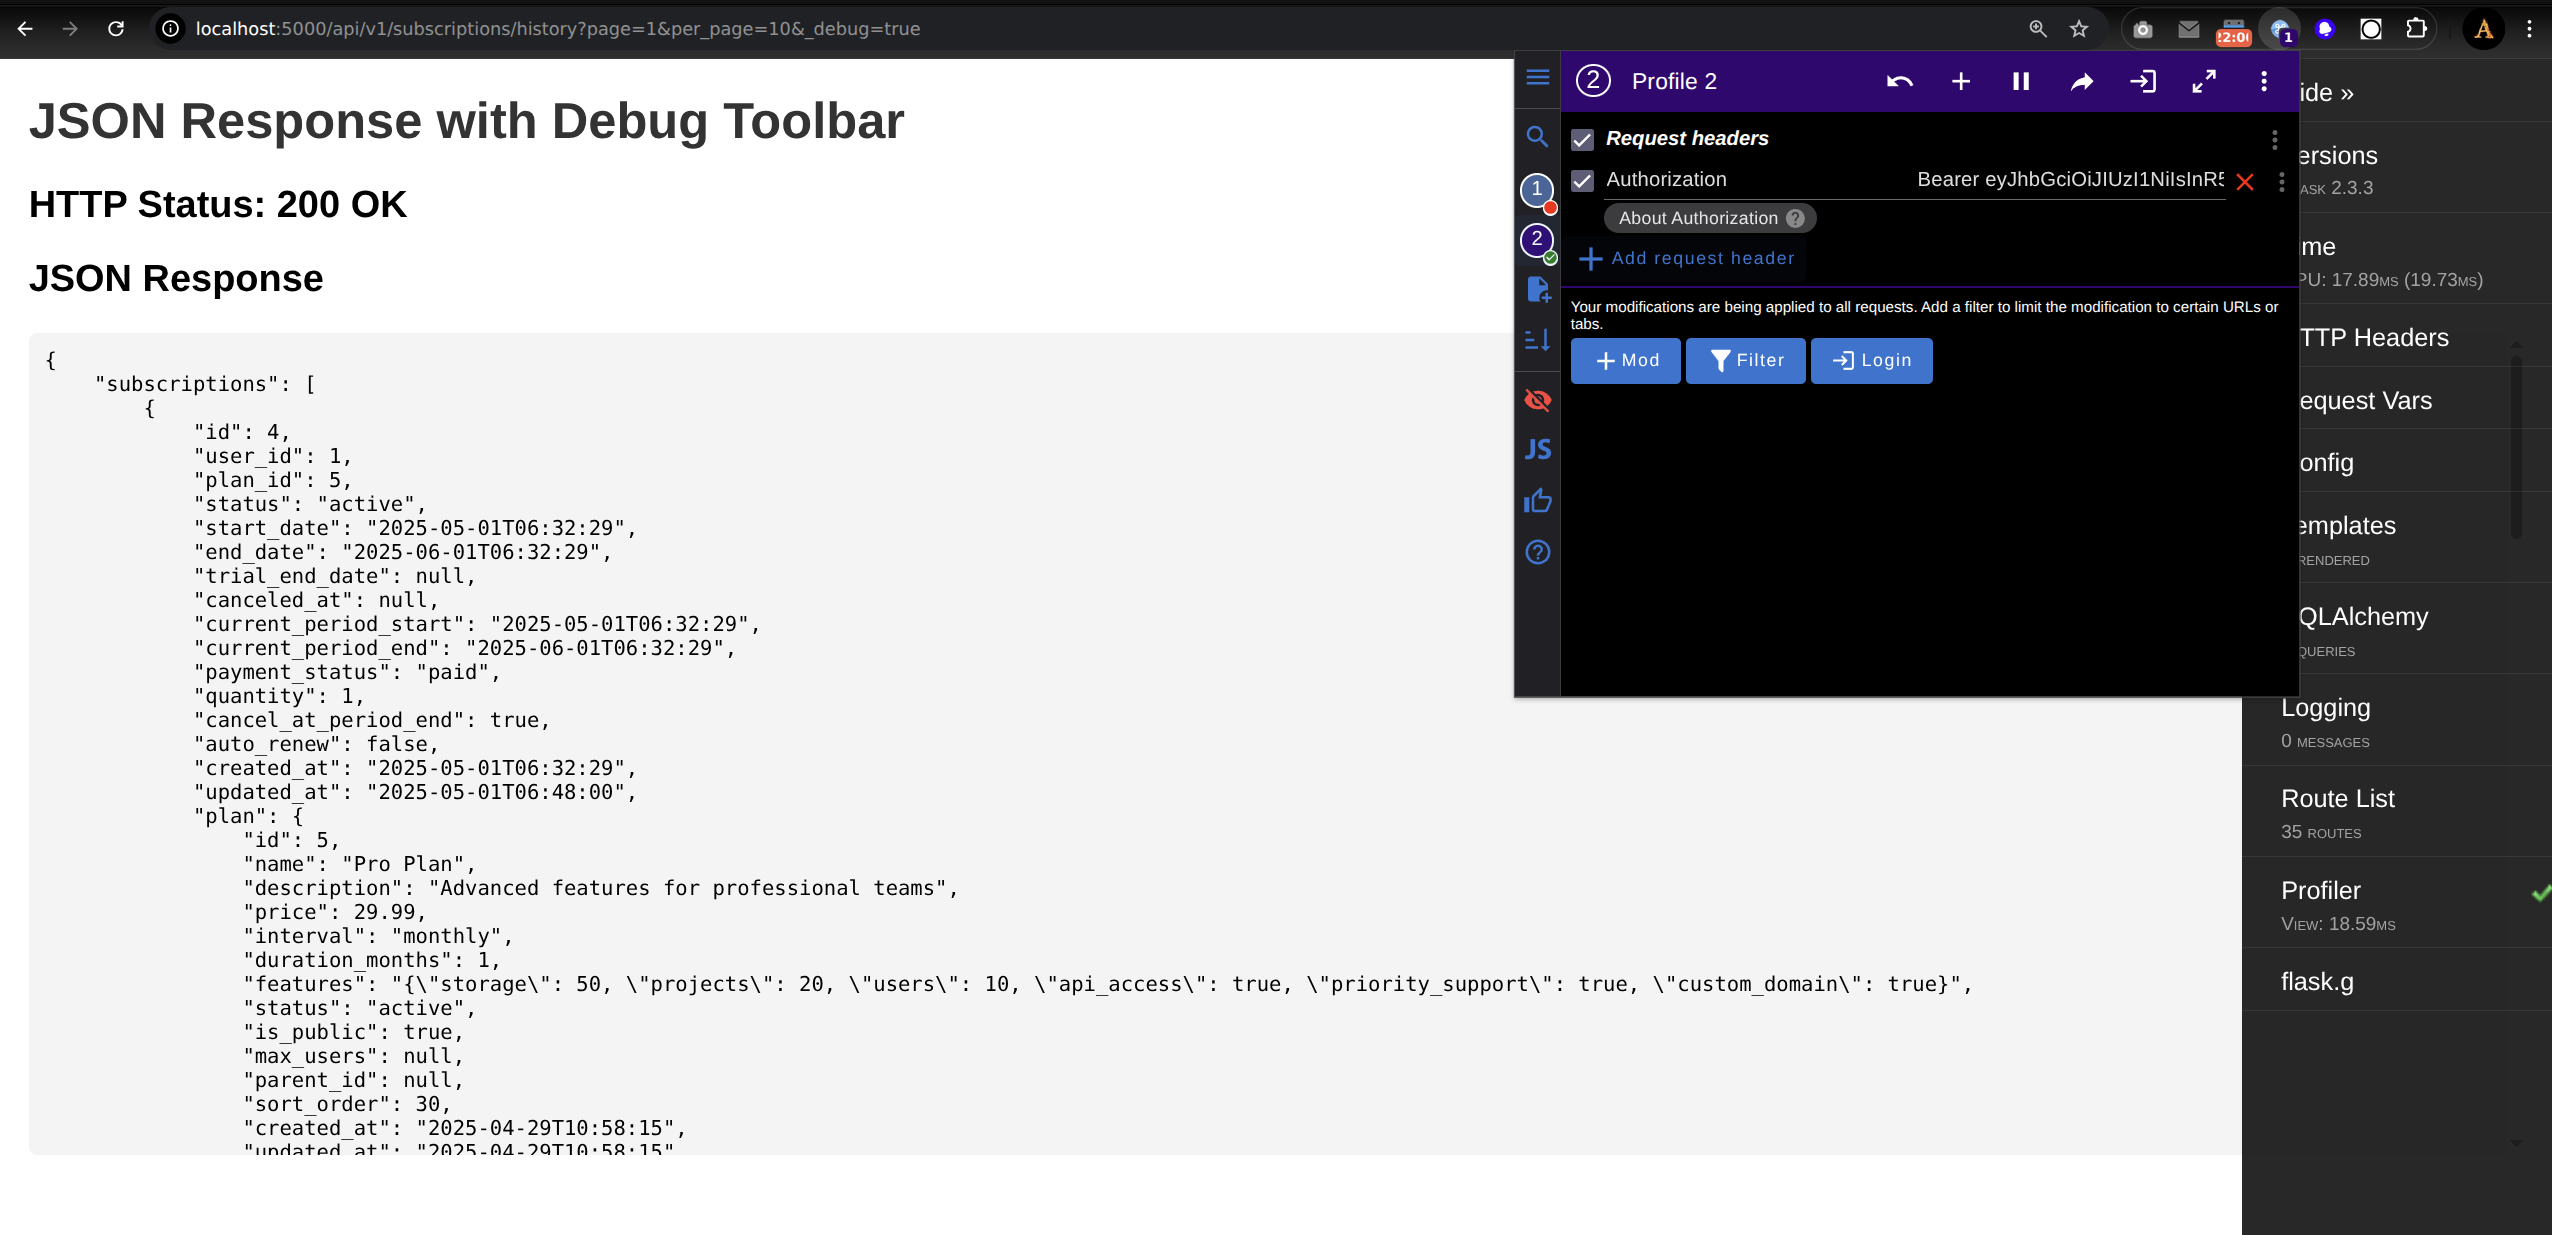 localhost:5000/api/v1/subscriptions/history?page=1&per_page=10&_debug=true
1
A
JSON Response with Debug Toolbar
HTTP Status: 200 OK
JSON Response
{
    "subscriptions": [
        {
            "id": 4,
            "user_id": 1,
            "plan_id": 5,
            "status": "active",
            "start_date": "2025-05-01T06:32:29",
            "end_date": "2025-06-01T06:32:29",
            "trial_end_date": null,
            "canceled_at": null,
            "current_period_start": "2025-05-01T06:32:29",
            "current_period_end": "2025-06-01T06:32:29",
            "payment_status": "paid",
            "quantity": 1,
            "cancel_at_period_end": true,
            "auto_renew": false,
            "created_at": "2025-05-01T06:32:29",
            "updated_at": "2025-05-01T06:48:00",
            "plan": {
                "id": 5,
                "name": "Pro Plan",
                "description": "Advanced features for professional teams",
                "price": 29.99,
                "interval": "monthly",
                "duration_months": 1,
                "features": "{\"storage\": 50, \"projects\": 20, \"users\": 10, \"api_access\": true, \"priority_support\": true, \"custom_domain\": true}",
                "status": "active",
                "is_public": true,
                "max_users": null,
                "parent_id": null,
                "sort_order": 30,
                "created_at": "2025-04-29T10:58:15",
                "updated_at": "2025-04-29T10:58:15"
1
2
JS
2 Profile 2
Request headers
Authorization Bearer eyJhbGciOiJIUzI1NiIsInR5
About Authorization ?
Add request header
Your modifications are being applied to all requests. Add a filter to limit the modification to certain URLs or
tabs.
Mod
Filter
Login
ide »
ersions
ASK 2.3.3
me
PU: 17.89MS (19.73MS)
TTP Headers
equest Vars
onfig
emplates
RENDERED
QLAlchemy
QUERIES
Logging
0 MESSAGES
Route List
35 ROUTES
Profiler
VIEW: 18.59MS
flask.g